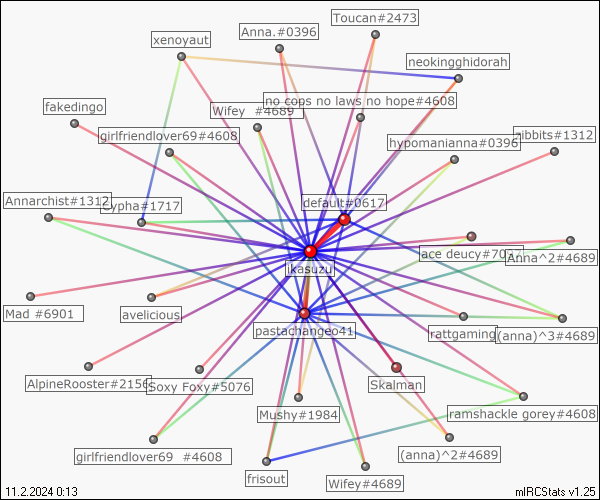 Toucan#2473
Anna.#0396
xenoyaut
neokingghidorah
no cops no laws no hope#4608
fakedingo
Wifey  #4689
girlfriendlover69#4608
nibbits#1312
hypomanianna#0396
Annarchist#1312
Cypha#1717
default#0617
lace deucy#70
Anna^2#4689
ikasuzu
Mad #6901
avelicious
pastachangeo41
rattgaming
(anna)^3#4689
AlpineRooster#2156
Soxy Foxy#5076
Skalman
Mushy#1984
ramshackle gorey#4608
girlfriendlover69  #4608
(anna)^2#4689
frisout
Wifey#4689
11.2.2024 0:13
mIRCStats v1.25